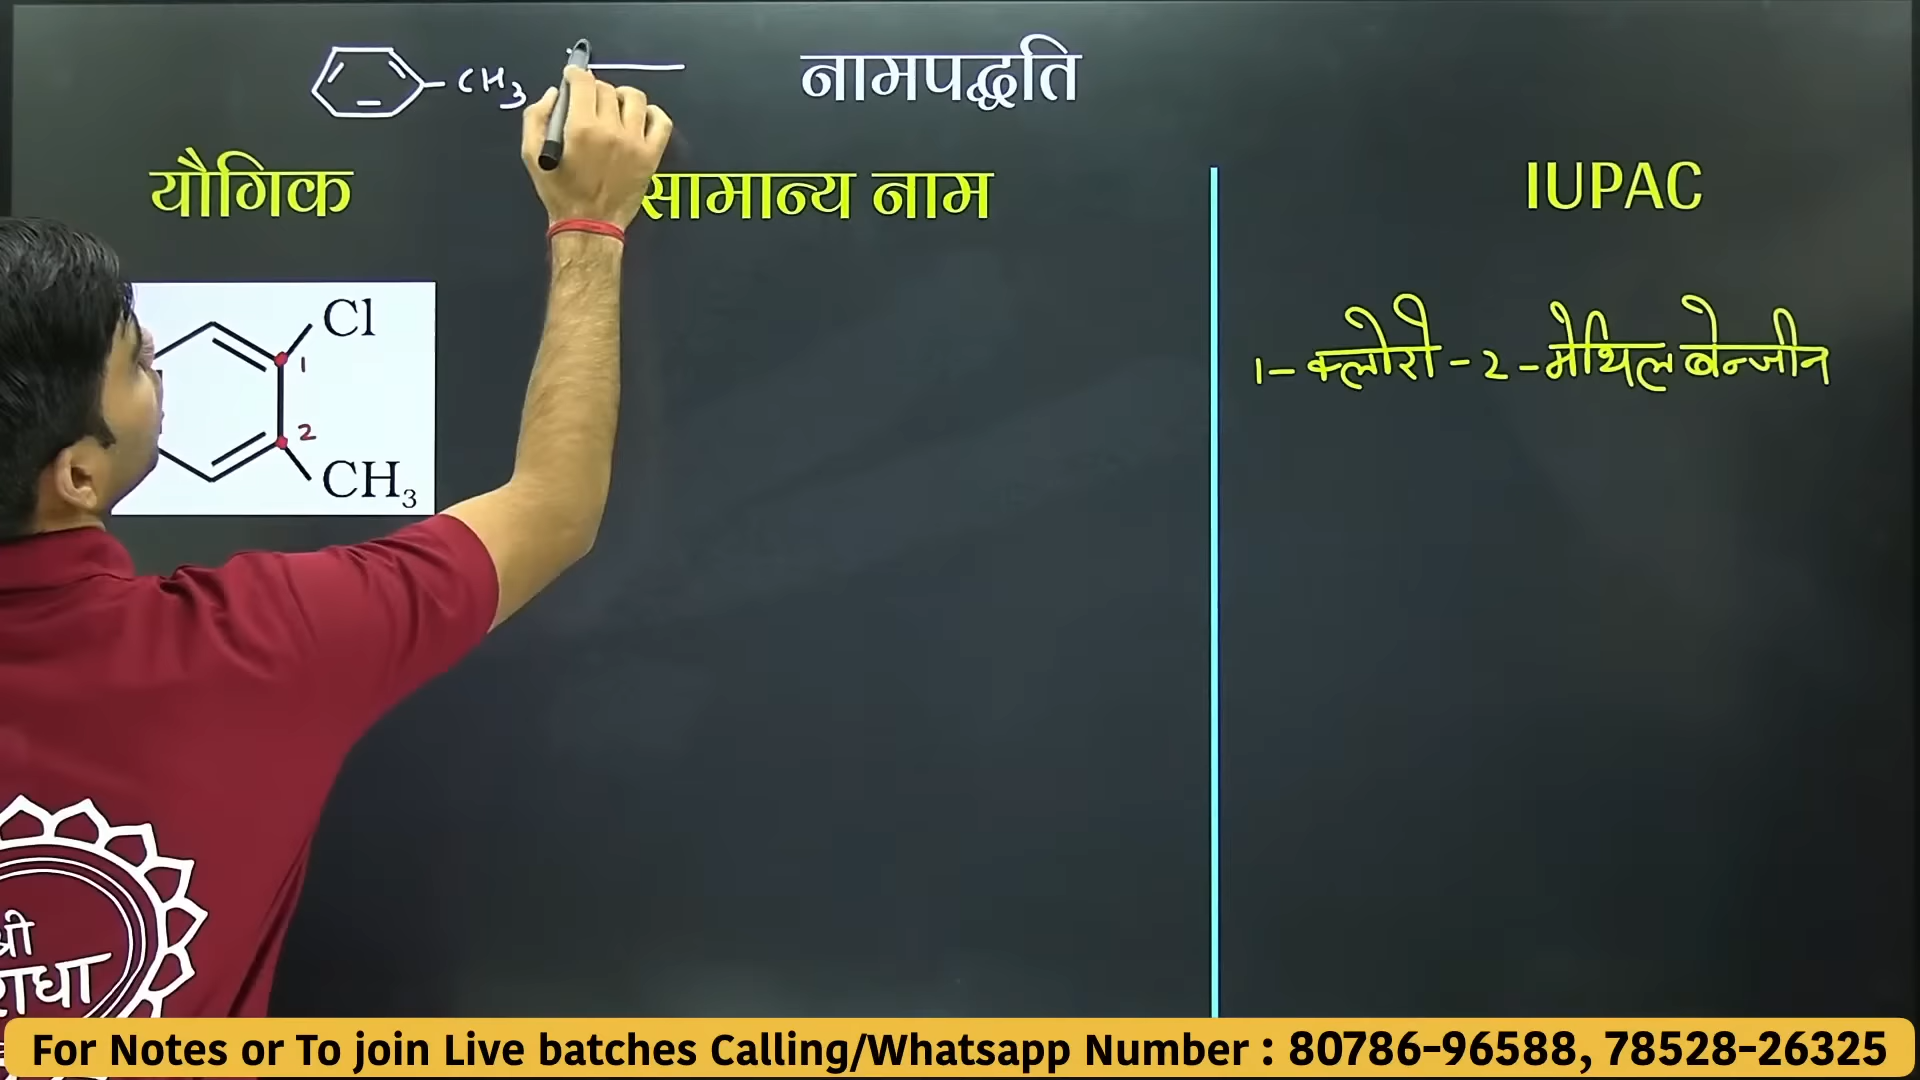 CH3
नामपद्धति
यौगिक सामान्य नाम IUPAC
Cl
1
2
CH3
1-क्लोरो-2-मेथिल बेन्जीन
श्री
राधा
For Notes or To join Live batches Calling/Whatsapp Number : 80786-96588, 78528-26325